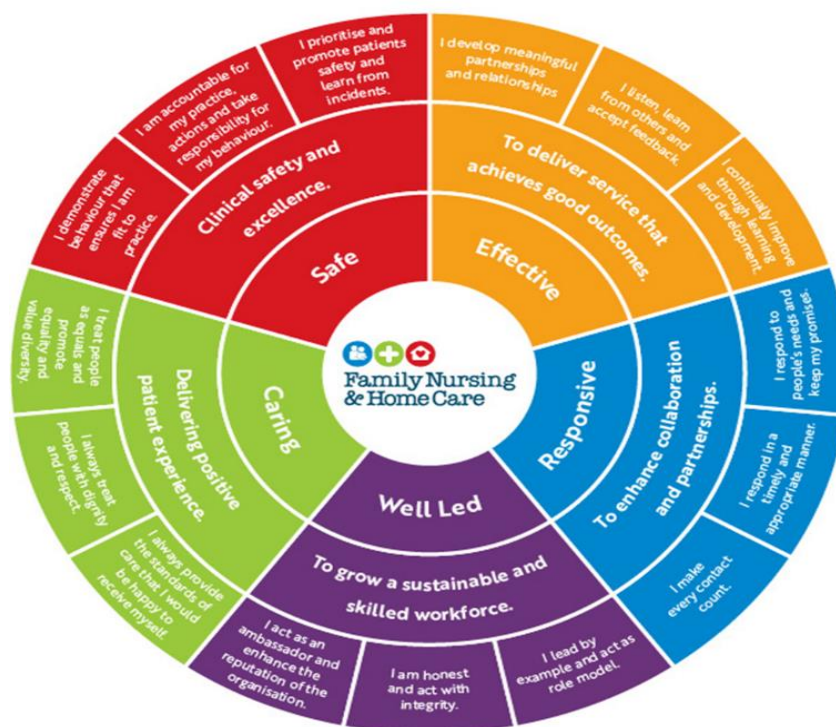 Family Nursing
& Home Care
Safe
Clinical safety and
excellence.
I demonstrate
behaviour that
ensures I am
fit to
practice.
I am accountable for
my practice,
actions and take
responsibility for
my behaviour.
I prioritise and
promote patients
safety and
learn from
incidents.
Effective
To deliver service that
achieves good outcomes.
I develop meaningful
partnerships
and relationships
I listen, learn
from others and
accept feedback.
I continually improve
through learning
and development.
Responsive
To enhance collaboration
and partnerships.
I respond to
people's needs and
keep my promises.
I respond in a
timely and
appropriate manner.
I make
every contact
count.
Well Led
To grow a sustainable and
skilled workforce.
I lead by
example and act as
role model.
I am honest
and act with
integrity.
I act as an
ambassador and
enhance the
reputation of the
organisation.
Caring
Delivering positive
patient experience.
I always provide
the standards of
care that I would
be happy to
receive myself.
I always treat
people with dignity
and respect.
I treat people
as equals and
promote
equality and
value diversity.